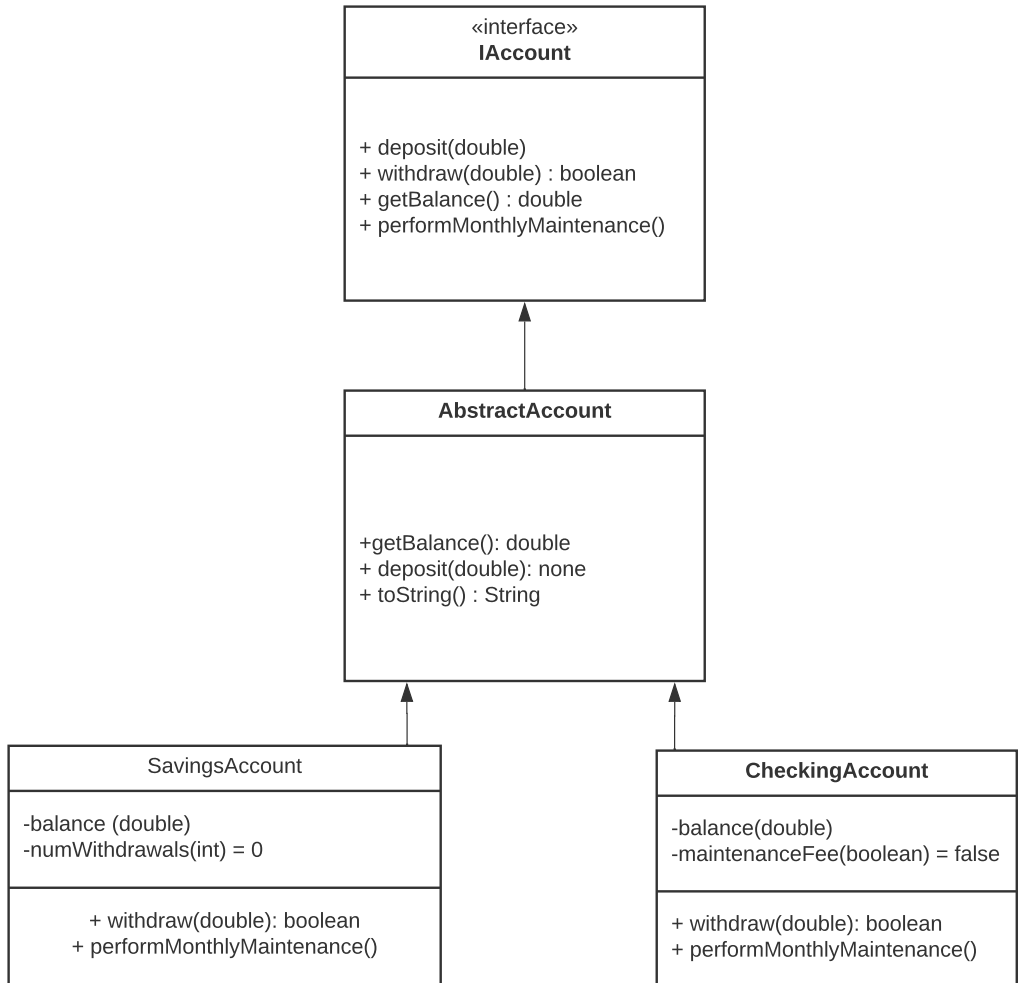 «interface»
IAccount
+ deposit(double)
+ withdraw(double) : boolean
+ getBalance() : double
+ performMonthlyMaintenance()
AbstractAccount
+getBalance(): double
+ deposit(double): none
+ toString() : String
SavingsAccount
-balance (double)
-numWithdrawals(int) = 0
+ withdraw(double): boolean
+ performMonthlyMaintenance()
CheckingAccount
-balance(double)
-maintenanceFee(boolean) = false
+ withdraw(double): boolean
+ performMonthlyMaintenance()